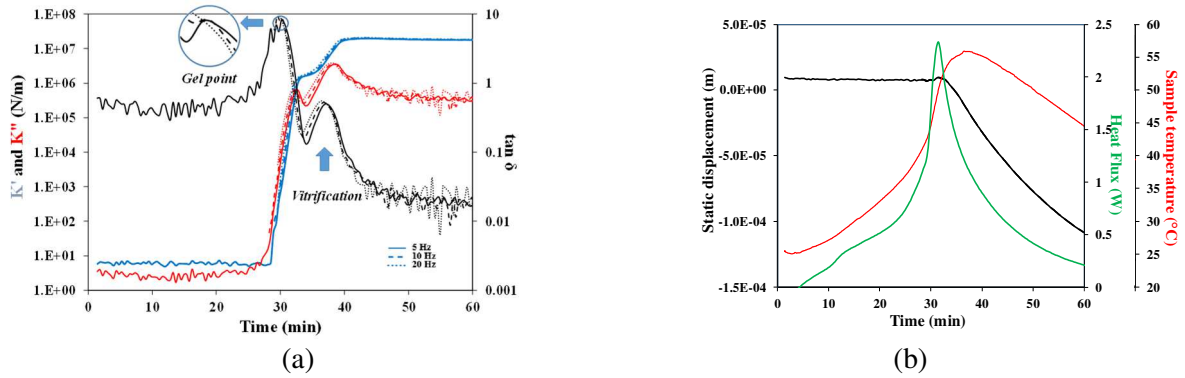 1.E+08
1.E+07
1.E+06
1.E+05
1.E+04
1.E+03
1.E+02
1.E+01
1.E+00
K' and K" (N/m)
Gel point
Vitrification
5 Hz
10 Hz
20 Hz
10
1
0.1
0.01
0.001
tan δ
0 10 20 30 40 50 60
Time (min)
(a)
5.0E-05
0.0E+00
-5.0E-05
-1.0E-04
-1.5E-04
Static displacement (m)
2.5
2
1.5
1
0.5
0
Heat Flux (W)
60
55
50
45
40
35
30
25
20
Sample temperature (°C)
0 10 20 30 40 50 60
Time (min)
(b)